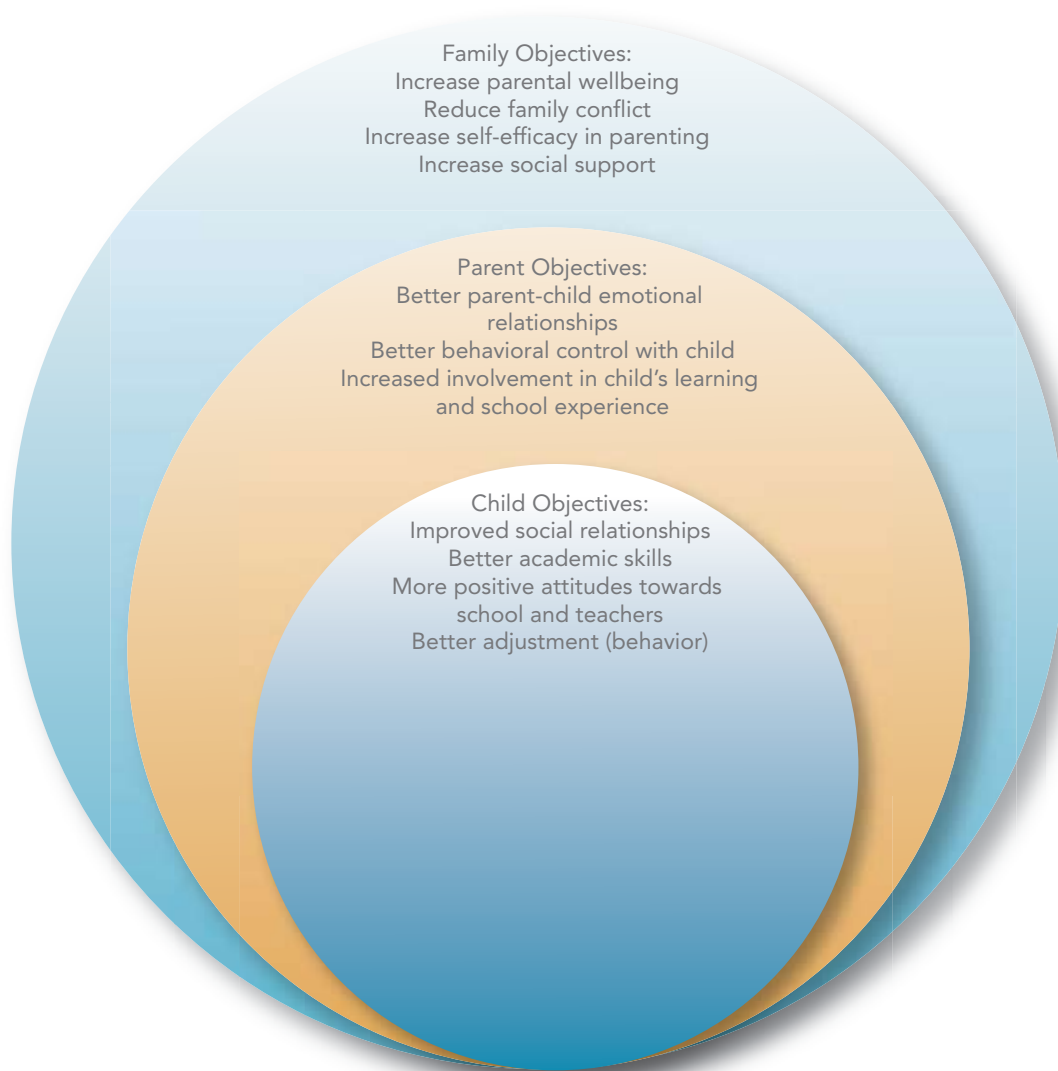 Family Objectives:
Increase parental wellbeing
Reduce family conflict
Increase self-efficacy in parenting
Increase social support
Parent Objectives:
Better parent-child emotional
relationships
Better behavioral control with child
Increased involvement in child’s learning
and school experience
Child Objectives:
Improved social relationships
Better academic skills
More positive attitudes towards
school and teachers
Better adjustment (behavior)